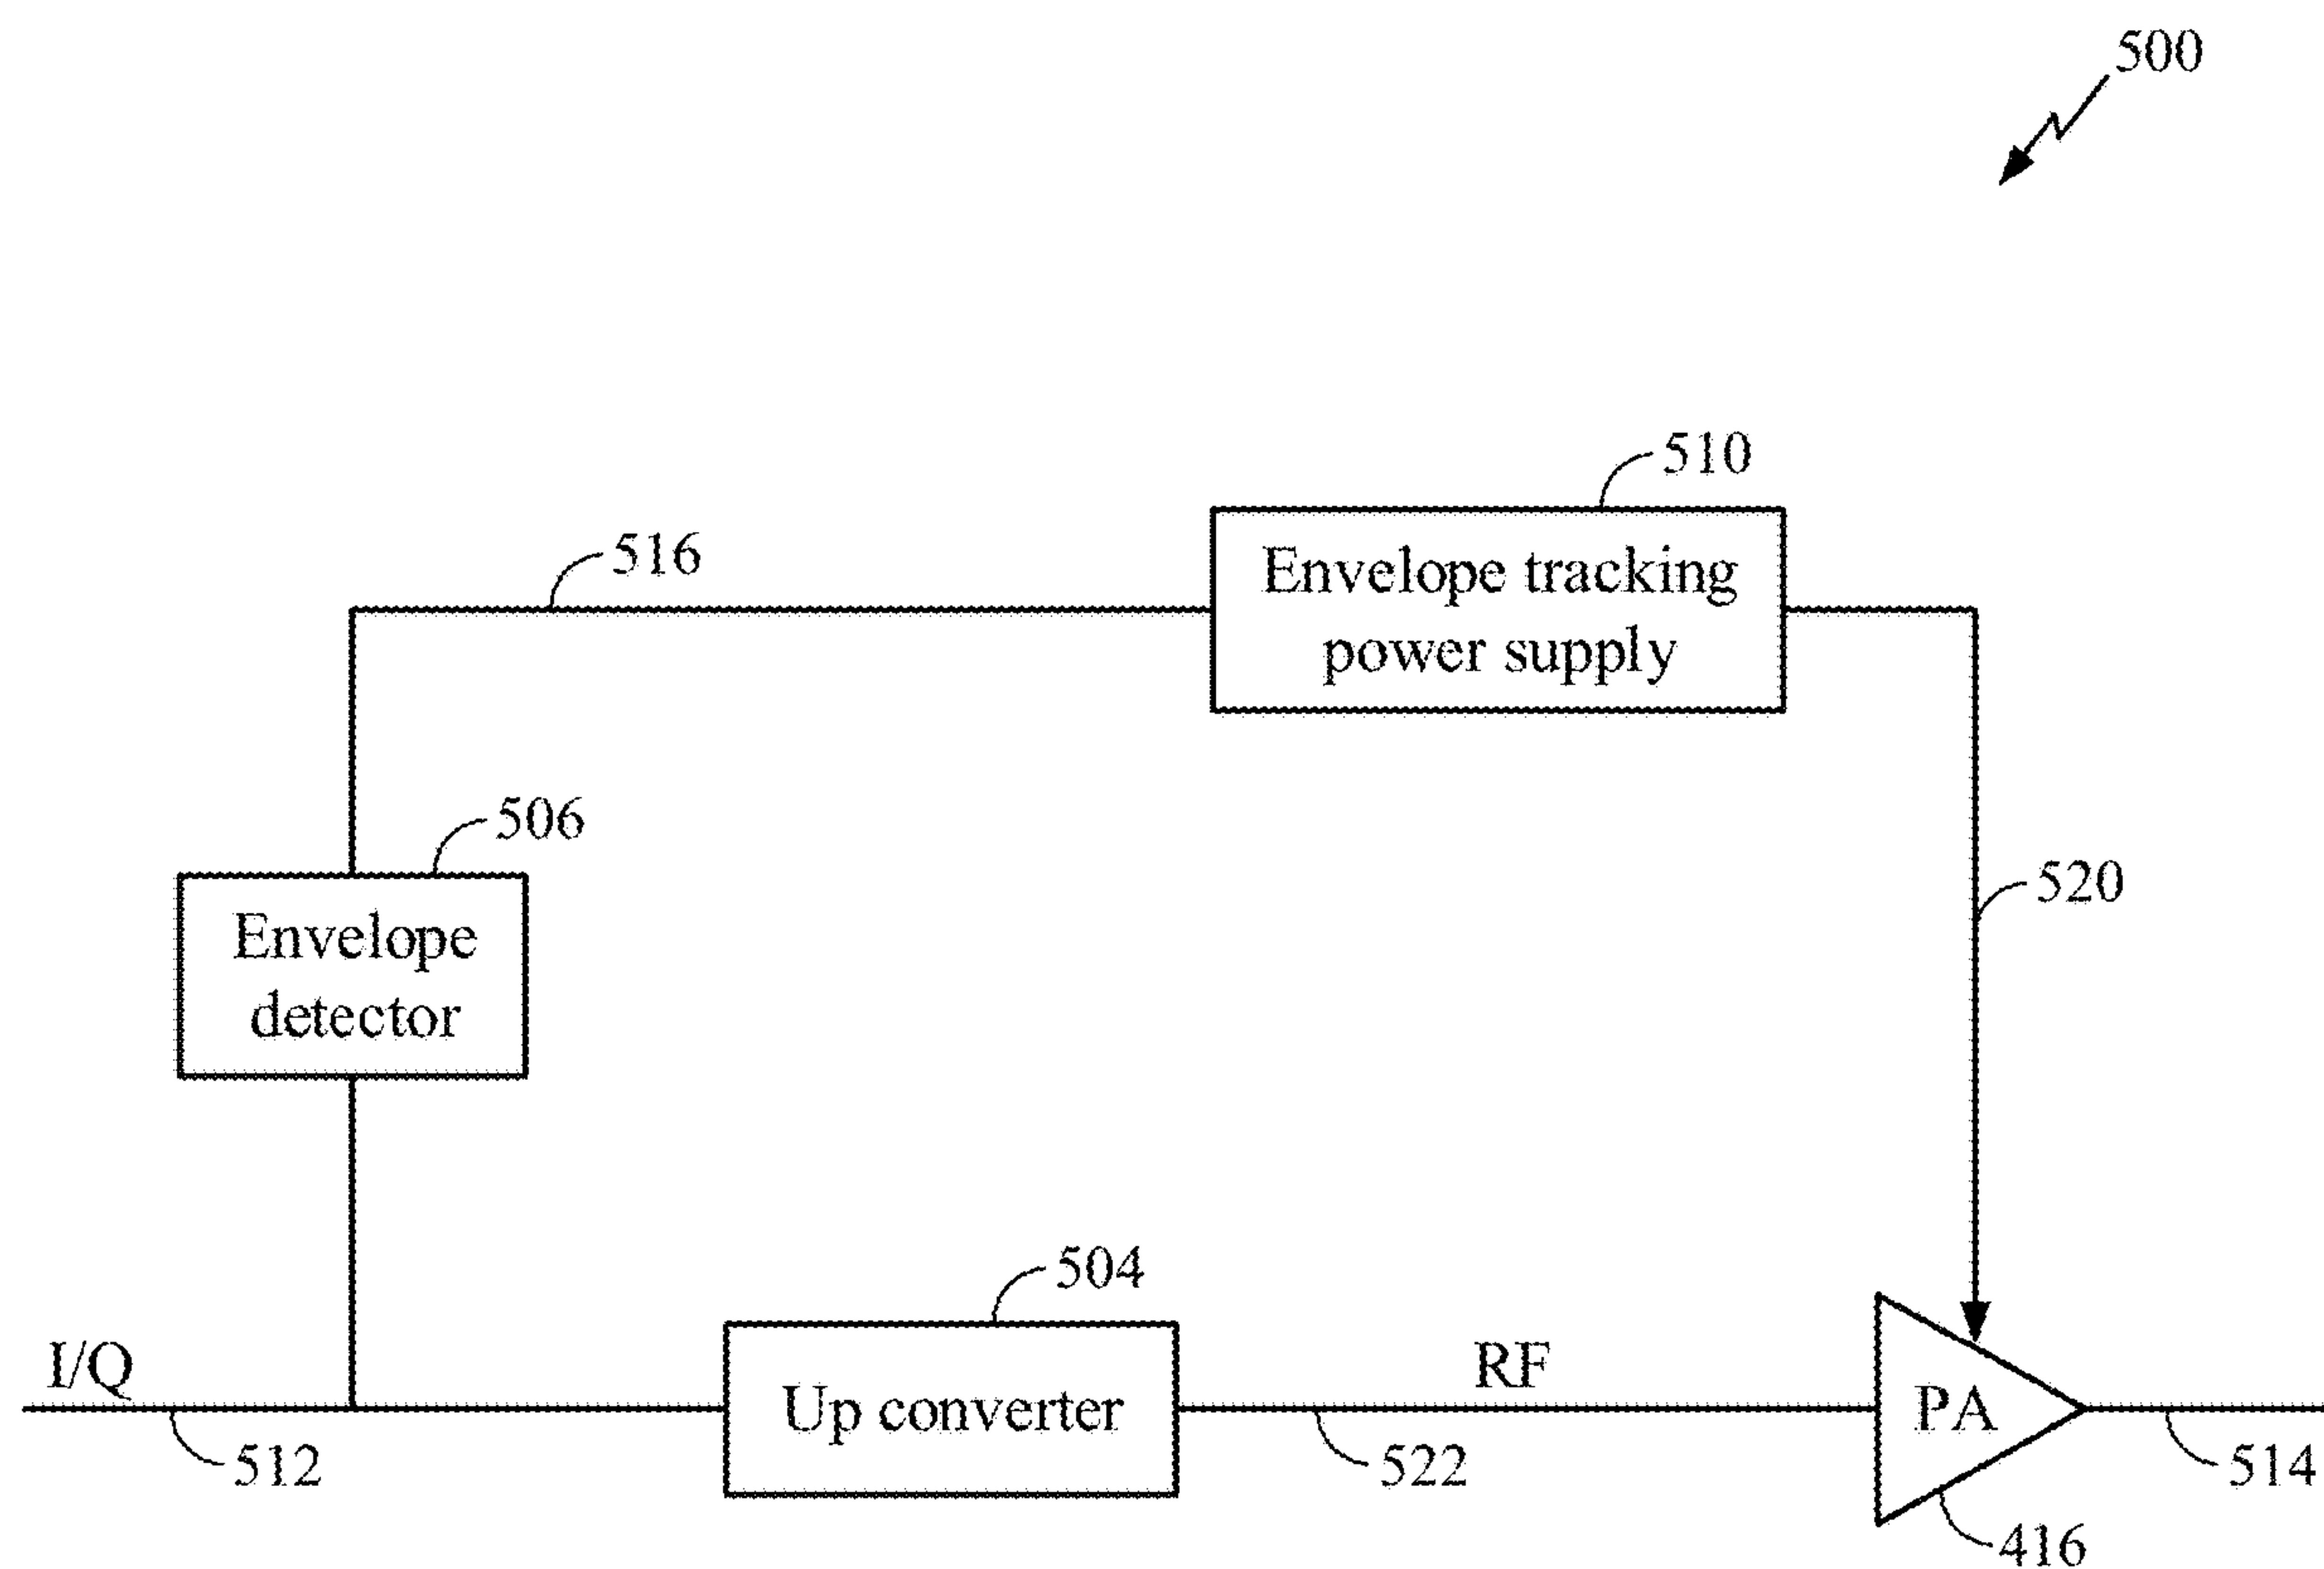 500
510
Envelope tracking
power supply
516
506
Envelope
detector
520
504
I/Q
Up converter
RF
PA
512
522
514
416